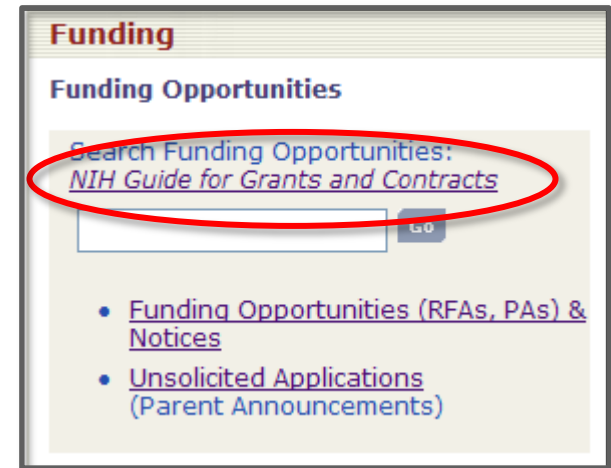 Funding
Funding Opportunities
Search Funding Opportunities:
NIH Guide for Grants and Contracts
Go
Funding Opportunities (RFAs, PAs) &
Notices
Unsolicited Applications
(Parent Announcements)